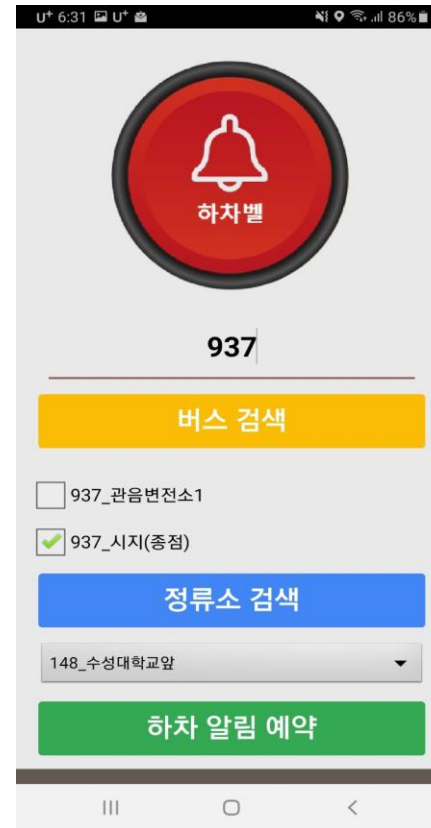 U+ 6:31 U+ 86%
하차벨
937
버스 검색
937_관음변전소1
937_시지(종점)
정류소 검색
148_수성대학교앞
하차 알림 예약